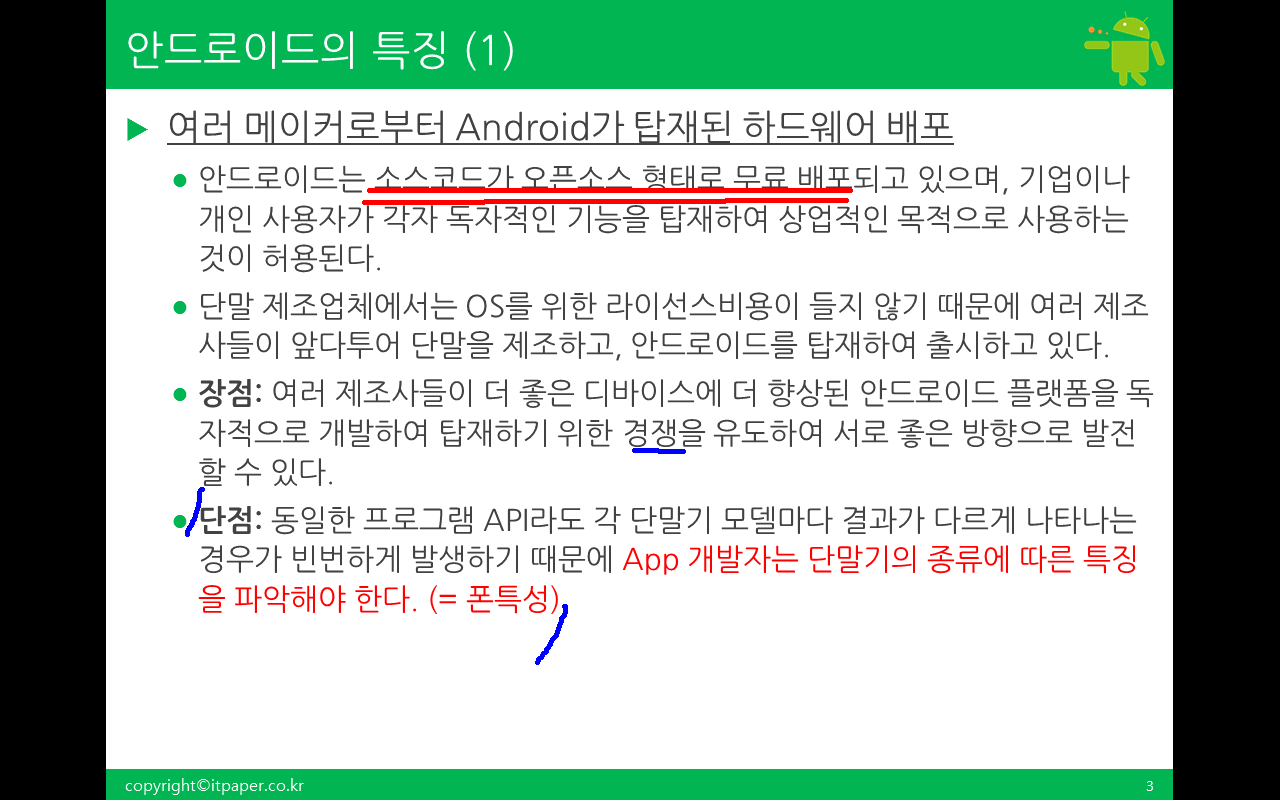 안드로이드의 특징 (1)
여러 메이커로부터 Android가 탑재된 하드웨어 배포
안드로이드는 소스코드가 오픈소스 형태로 무료 배포되고 있으며, 기업이나
개인 사용자가 각자 독자적인 기능을 탑재하여 상업적인 목적으로 사용하는
것이 허용된다.
단말 제조업체에서는 OS를 위한 라이선스비용이 들지 않기 때문에 여러 제조
사들이 앞다투어 단말을 제조하고, 안드로이드를 탑재하여 출시하고 있다.
장점: 여러 제조사들이 더 좋은 디바이스에 더 향상된 안드로이드 플랫폼을 독
자적으로 개발하여 탑재하기 위한 경쟁을 유도하여 서로 좋은 방향으로 발전
할 수 있다.
단점: 동일한 프로그램 API라도 각 단말기 모델마다 결과가 다르게 나타나는
경우가 빈번하게 발생하기 때문에 App 개발자는 단말기의 종류에 따른 특징
을 파악해야 한다. (= 폰특성)
copyright©itpaper.co.kr
3